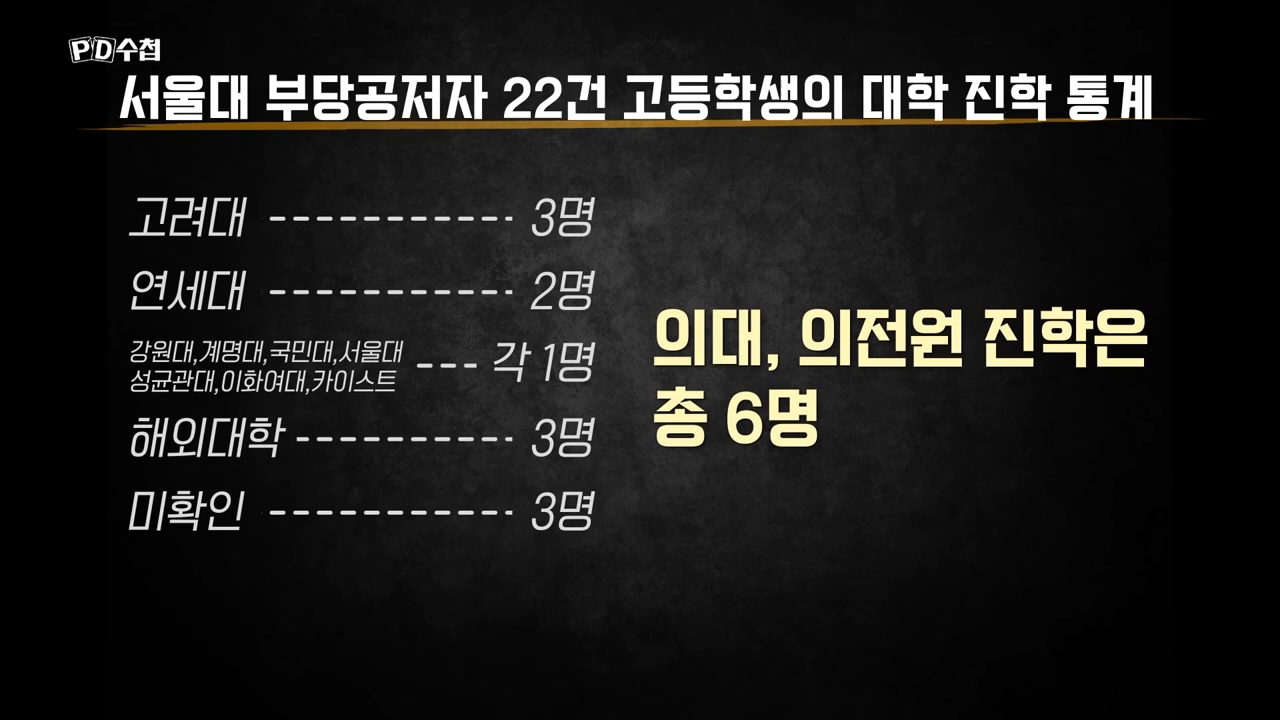 PD수첩
서울대 부당공저자 22건 고등학생의 대학 진학 통계
고려대 ----------- 3명
연세대 ----------- 2명
강원대,계명대,국민대,서울대
성균관대,이화여대,카이스트 --- 각 1명
해외대학 ---------- 3명
미확인 ----------- 3명
의대, 의전원 진학은
총 6명